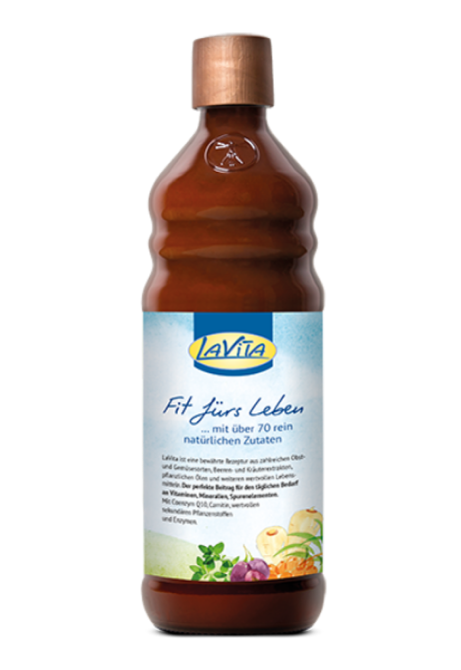 LaVita
Fit fürs Leben
... mit über 70 rein
natürlichen Zutaten
LaVita ist eine bewährte Rezeptur aus zahlreichen Obst-
und Gemüsesorten, Beeren- und Kräuterextrakten,
pflanzlichen Ölen und weiteren wertvollen Lebens-
mitteln. Der perfekte Beitrag für den täglichen Bedarf
an Vitaminen, Mineralien, Spurenelementen.
Mit Coenzym Q10, Carnitin, wertvollen
sekundären Pflanzenstoffen
und Enzymen.